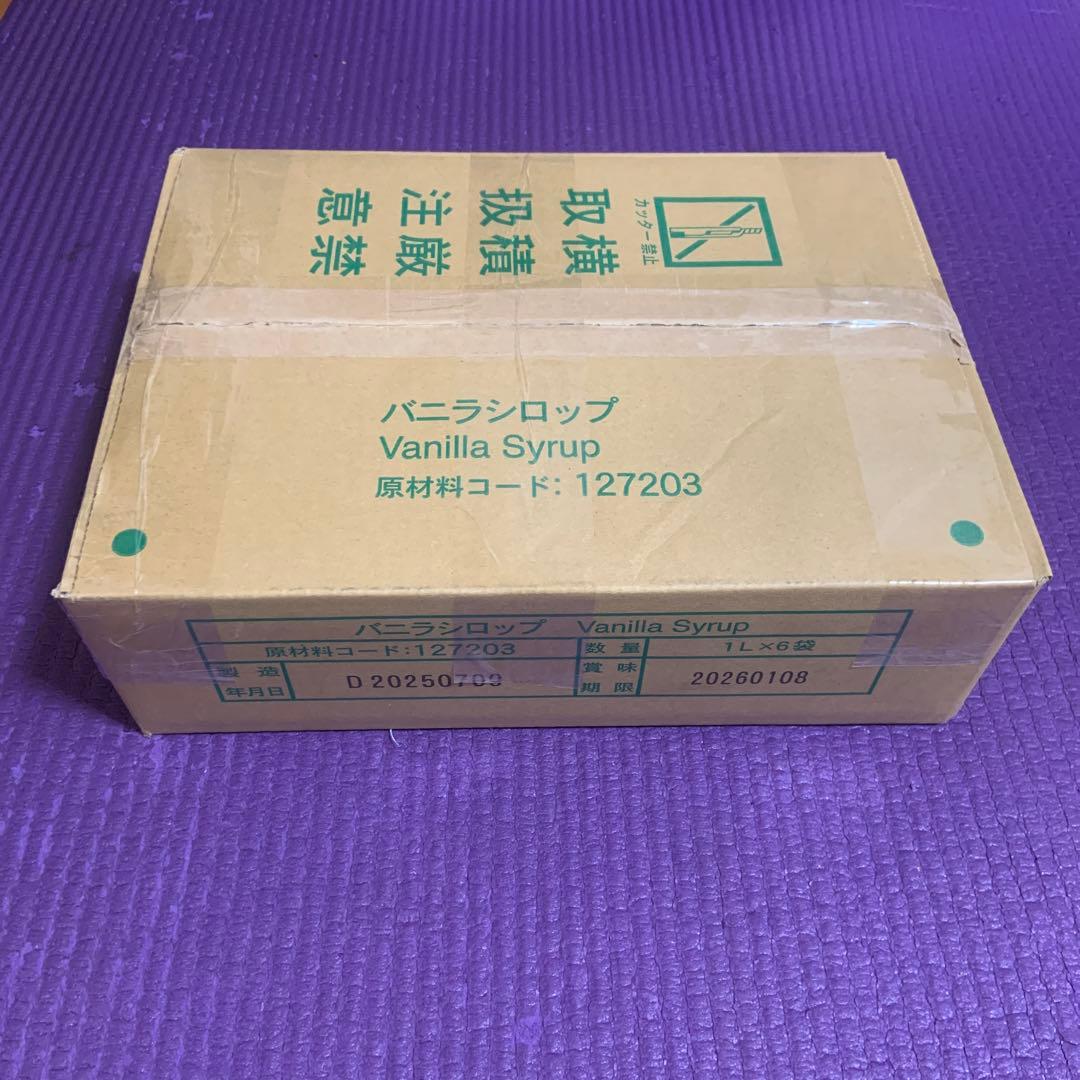 カッター禁止
取扱注意
横積厳禁
バニラシロップ
Vanilla Syrup
原材料コード: 127203
バニラシロップ Vanilla Syrup
原材料コード:127203 数量 1L×6袋
製造年月日 D 20250709 賞味期限 20260108